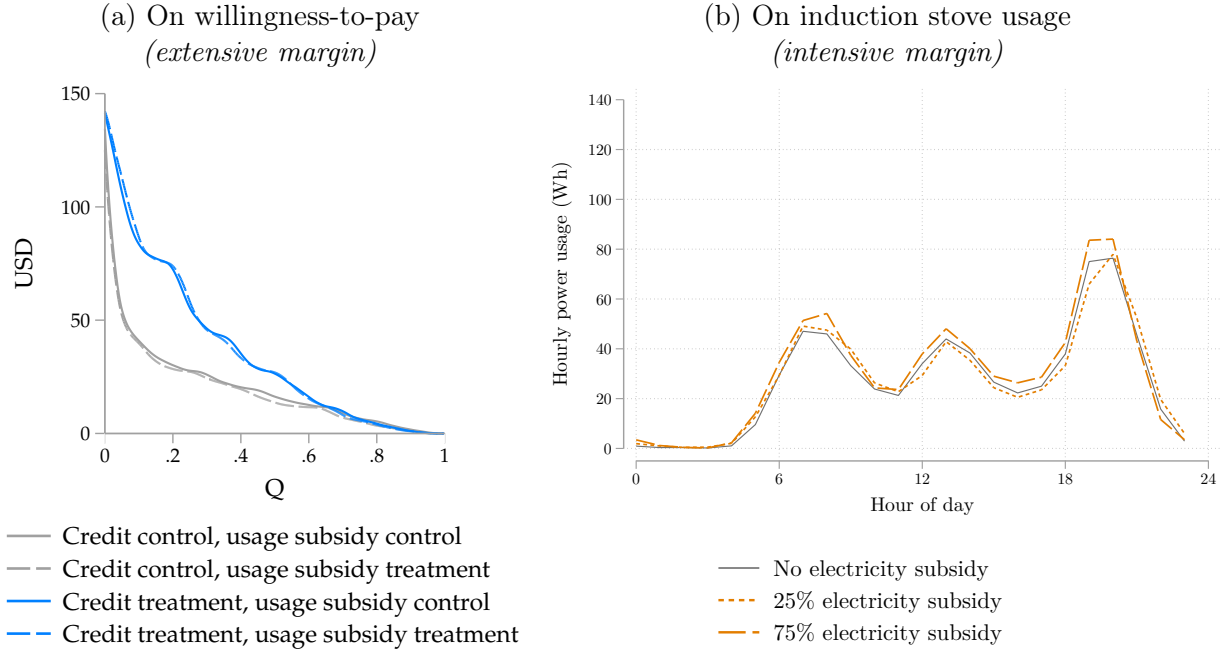 (a) On willingness-to-pay
(extensive margin)
150
100
50
0
USD
0 .2 .4 .6 .8 1
Q
Credit control, usage subsidy control
Credit control, usage subsidy treatment
Credit treatment, usage subsidy control
Credit treatment, usage subsidy treatment
(b) On induction stove usage
(intensive margin)
140
120
100
80
60
40
20
0
Hourly power usage (Wh)
0 6 12 18 24
Hour of day
No electricity subsidy
25% electricity subsidy
75% electricity subsidy